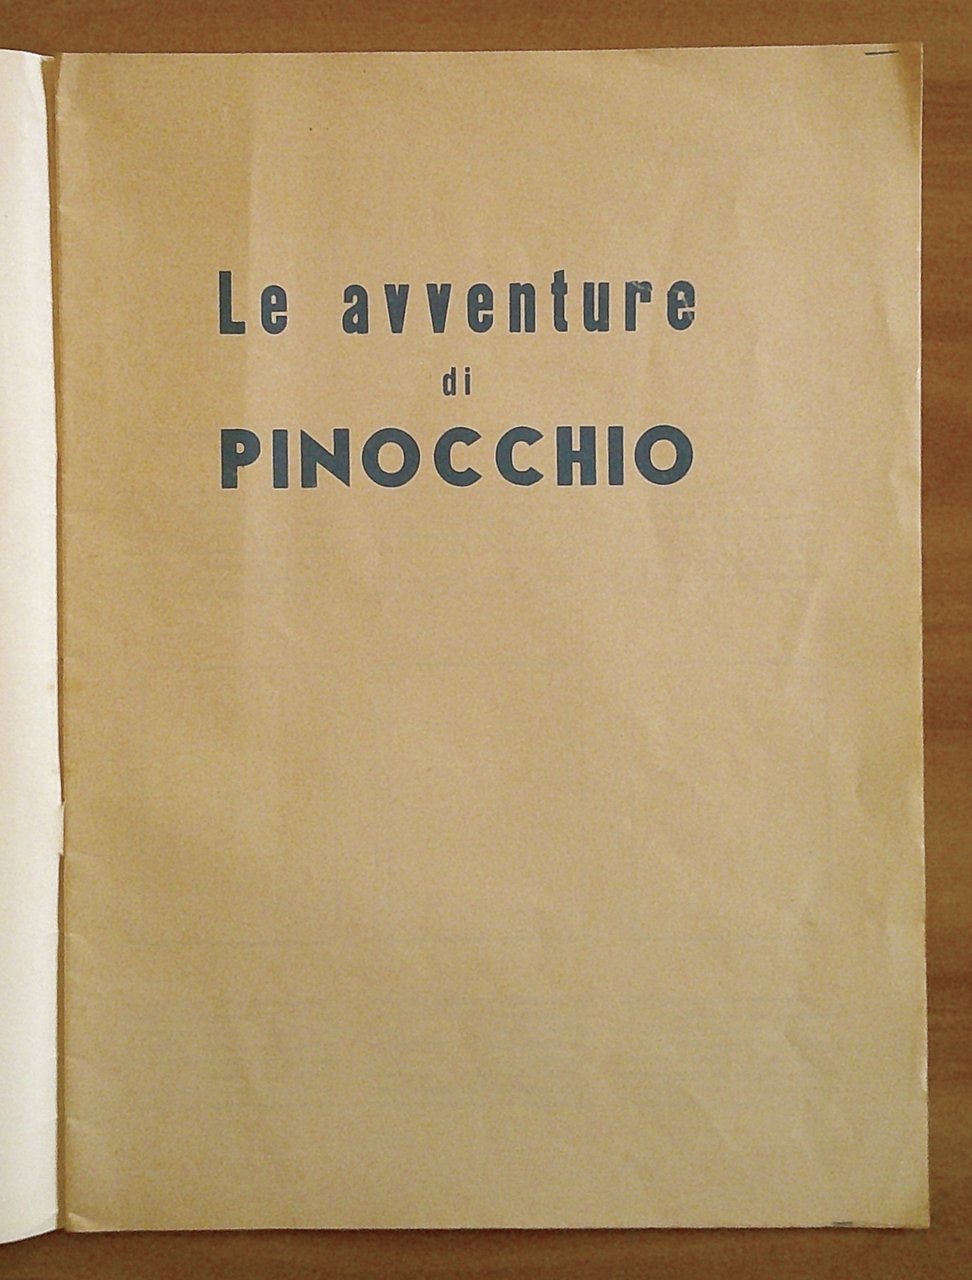 Le avventure
di
PINOCCHIO